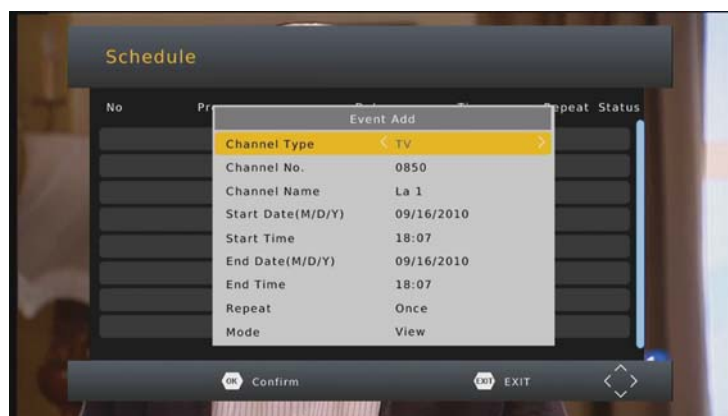 Schedule
No Repeat Status
Event Add
Channel Type TV
Channel No. 0850
Channel Name La 1
Start Date(M/D/Y) 09/16/2010
Start Time 18:07
End Date(M/D/Y) 09/16/2010
End Time 18:07
Repeat Once
Mode View
OK Confirm EXIT EXIT